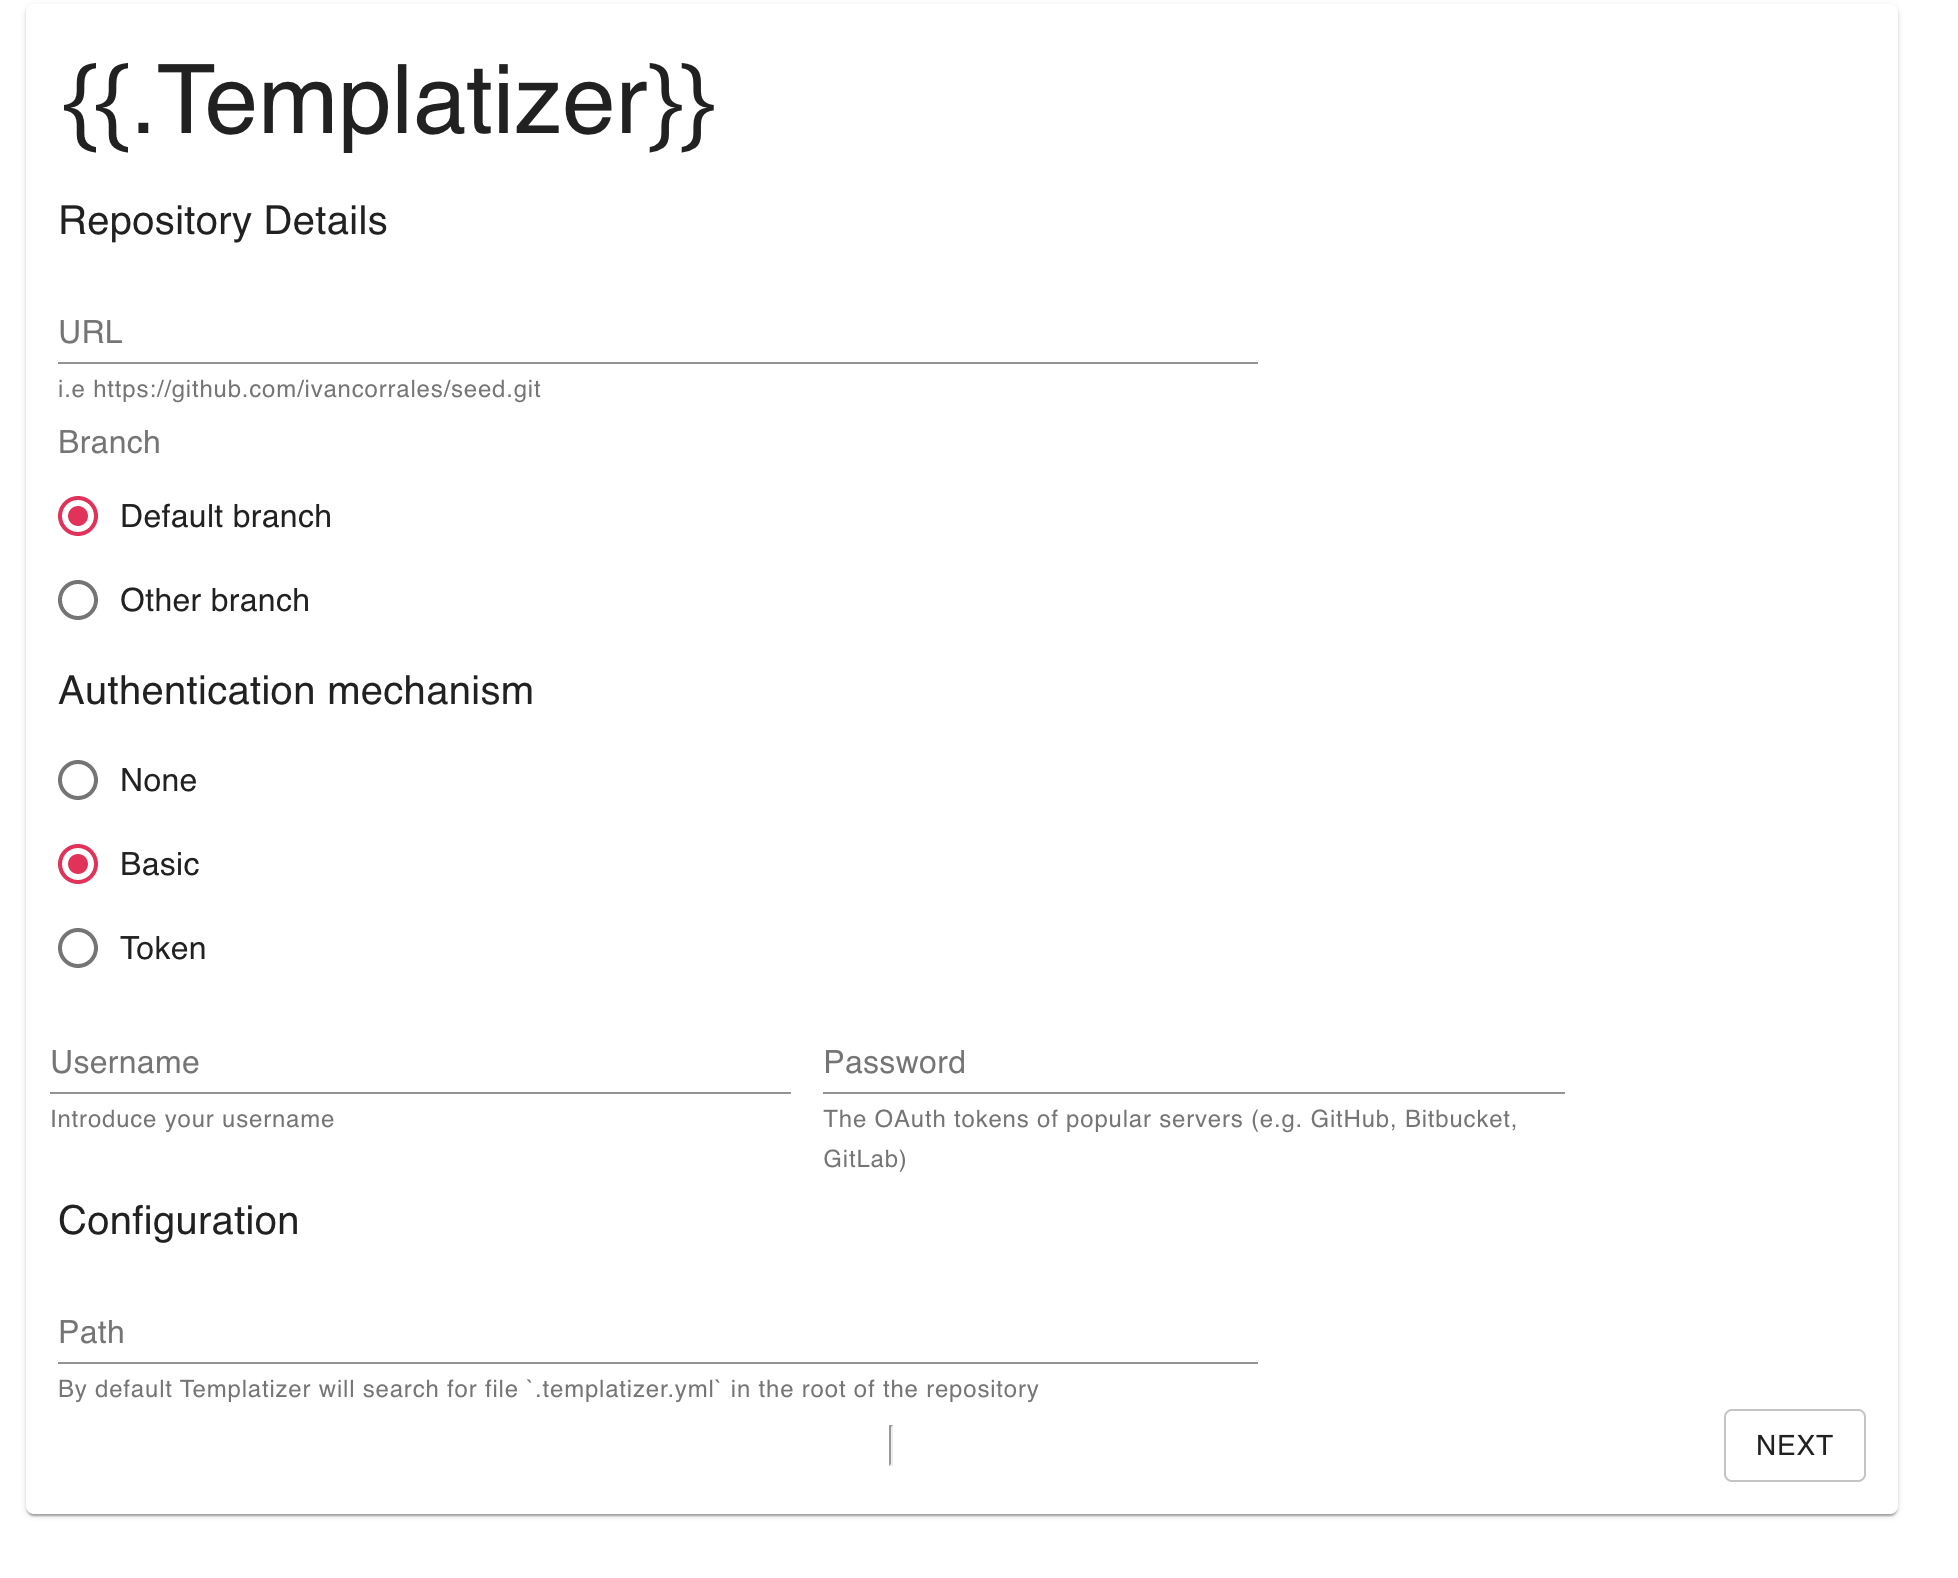 {{.Templatizer}}
Repository Details
URL
i.e https://github.com/ivancorrales/seed.git
Branch
Default branch
Other branch
Authentication mechanism
None
Basic
Token
Username
Introduce your username
Password
The OAuth tokens of popular servers (e.g. GitHub, Bitbucket,
GitLab)
Configuration
Path
By default Templatizer will search for file `.templatizer.yml` in the root of the repository
NEXT